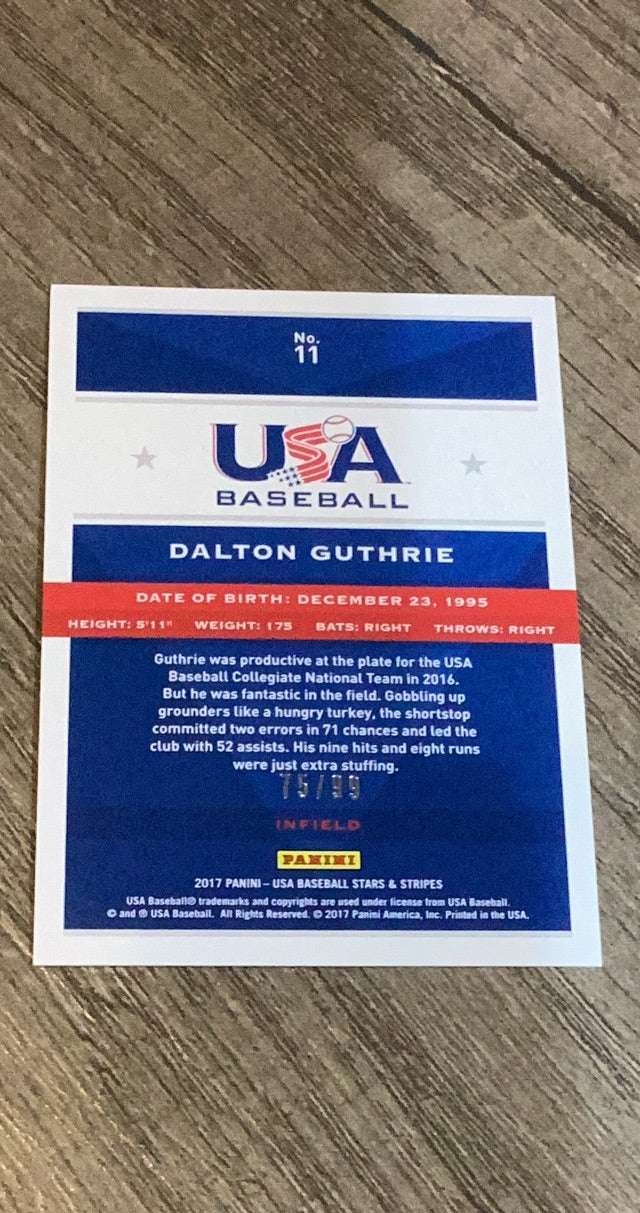 No.
11
USA
BASEBALL
DALTON GUTHRIE
DATE OF BIRTH: DECEMBER 23, 1995
HEIGHT: 5'11" WEIGHT: 175 BATS: RIGHT THROWS: RIGHT
Guthrie was productive at the plate for the USA
Baseball Collegiate National Team in 2016.
But he was fantastic in the field. Gobbling up
grounders like a hungry turkey, the shortstop
committed two errors in 71 chances and led the
club with 52 assists. His nine hits and eight runs
were just extra stuffing.
75/99
INFIELD
PANINI
2017 PANINI – USA BASEBALL STARS & STRIPES
USA Baseball® trademarks and copyrights are used under license from USA Baseball.
© and ® USA Baseball. All Rights Reserved. © 2017 Panini America, Inc. Printed in the USA.